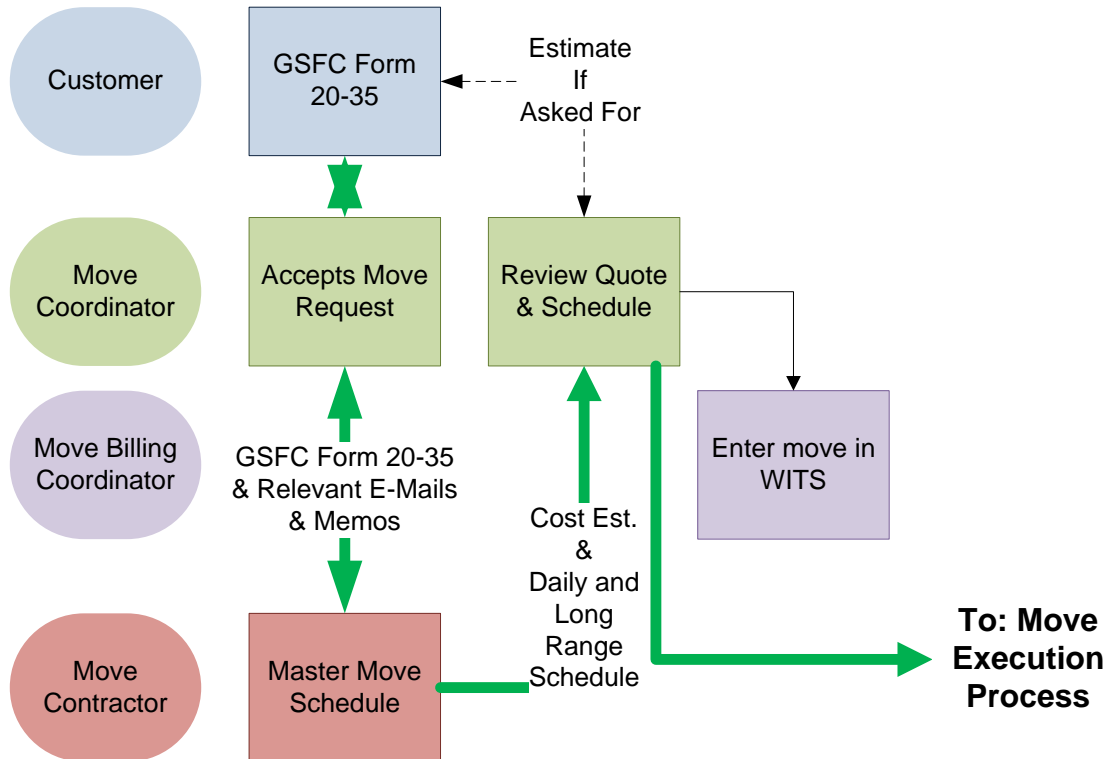 Customer
GSFC Form
20-35
Estimate
If
Asked For
Move
Coordinator
Accepts Move
Request
Review Quote
& Schedule
Move Billing
Coordinator
GSFC Form 20-35
& Relevant E-Mails
& Memos
Enter move in
WITS
Cost Est.
&
Daily and
Long
Range
Schedule
Move
Contractor
Master Move
Schedule
To: Move
Execution
Process